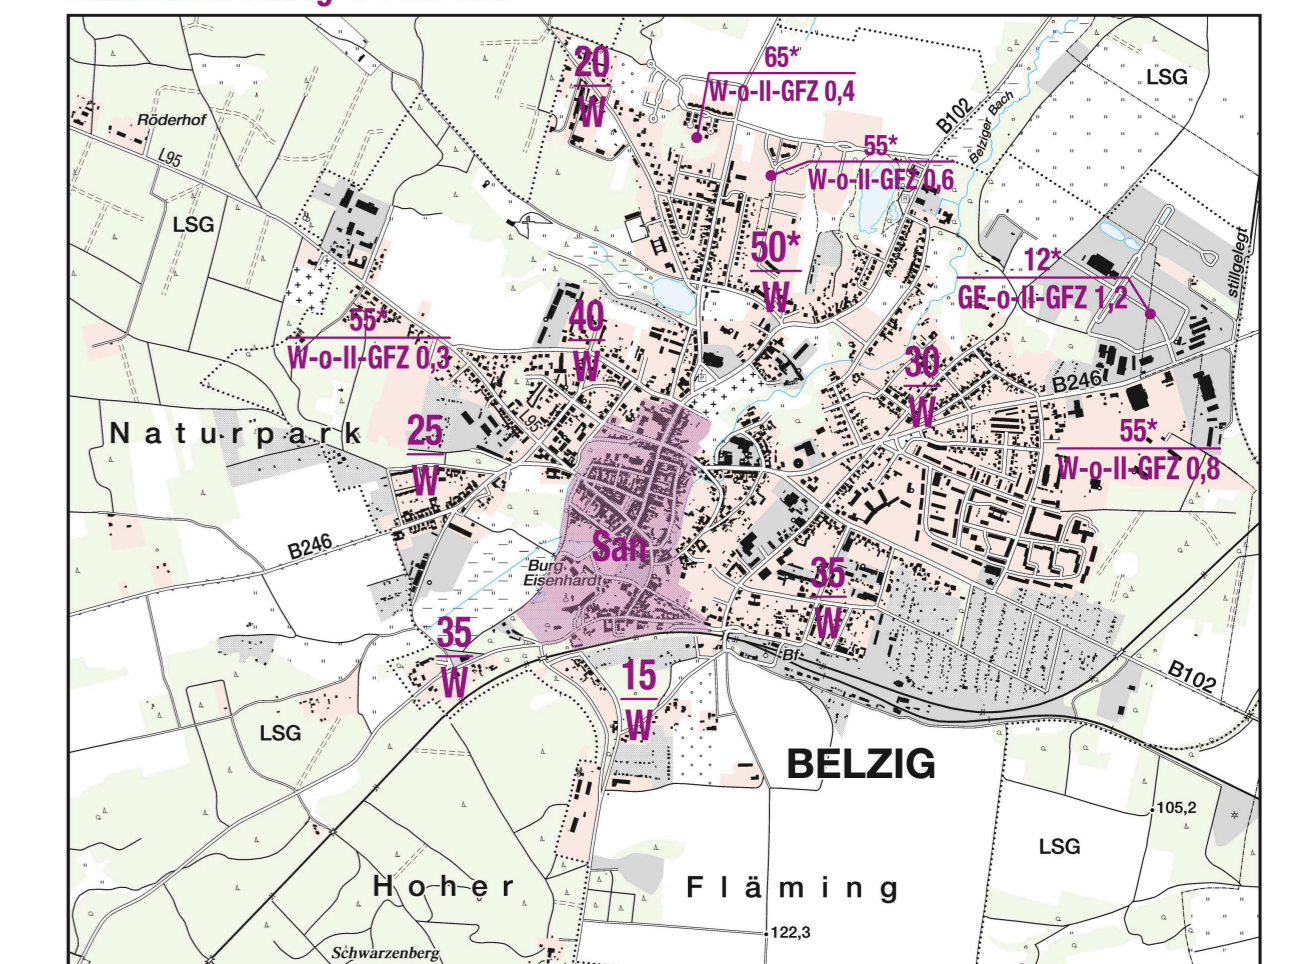 20
W
65*
W-o-II-GFZ 0,4
LSG
B102
Belziger Bach
Röderhof
L95
55*
W-o-II-GFZ 0,6
LSG
50*
W
stillgelegt
12*
GE-o-II-GFZ 1,2
55*
W-o-II-GFZ 0,3
40
W
30
W
B246
L95
Naturpark
25
W
55*
W-o-II-GFZ 0,8
B246
San
Burg
Eisenhardt
35
W
35
W
Bf
15
W
B102
LSG
BELZIG
105,2
LSG
Hoher Fläming
122,3
Schwarzenberg